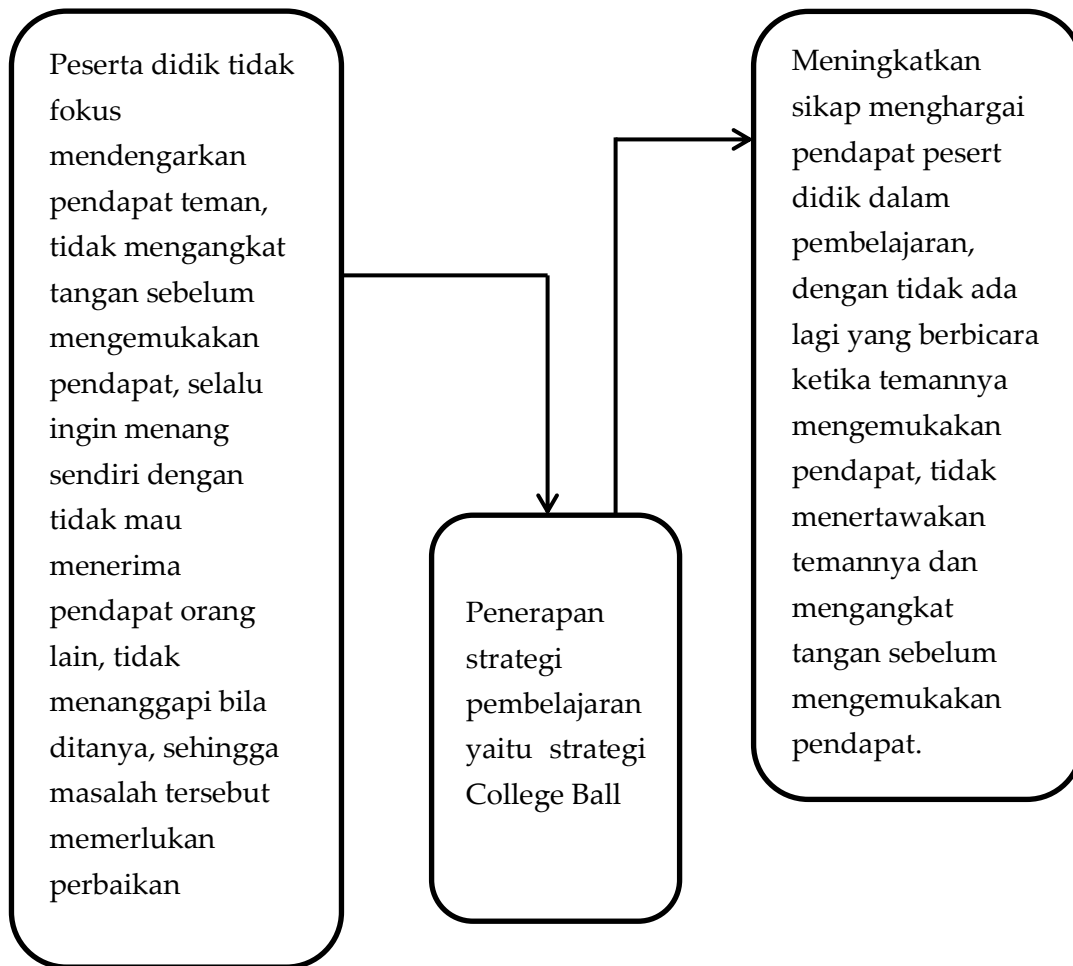 Peserta didik tidak
fokus
mendengarkan
pendapat teman,
tidak mengangkat
tangan sebelum
mengemukakan
pendapat, selalu
ingin menang
sendiri dengan
tidak mau
menerima
pendapat orang
lain, tidak
menanggapi bila
ditanya, sehingga
masalah tersebut
memerlukan
perbaikan
Penerapan
strategi
pembelajaran
yaitu strategi
College Ball
Meningkatkan
sikap menghargai
pendapat pesert
didik dalam
pembelajaran,
dengan tidak ada
lagi yang berbicara
ketika temannya
mengemukakan
pendapat, tidak
menertawakan
temannya dan
mengangkat
tangan sebelum
mengemukakan
pendapat.